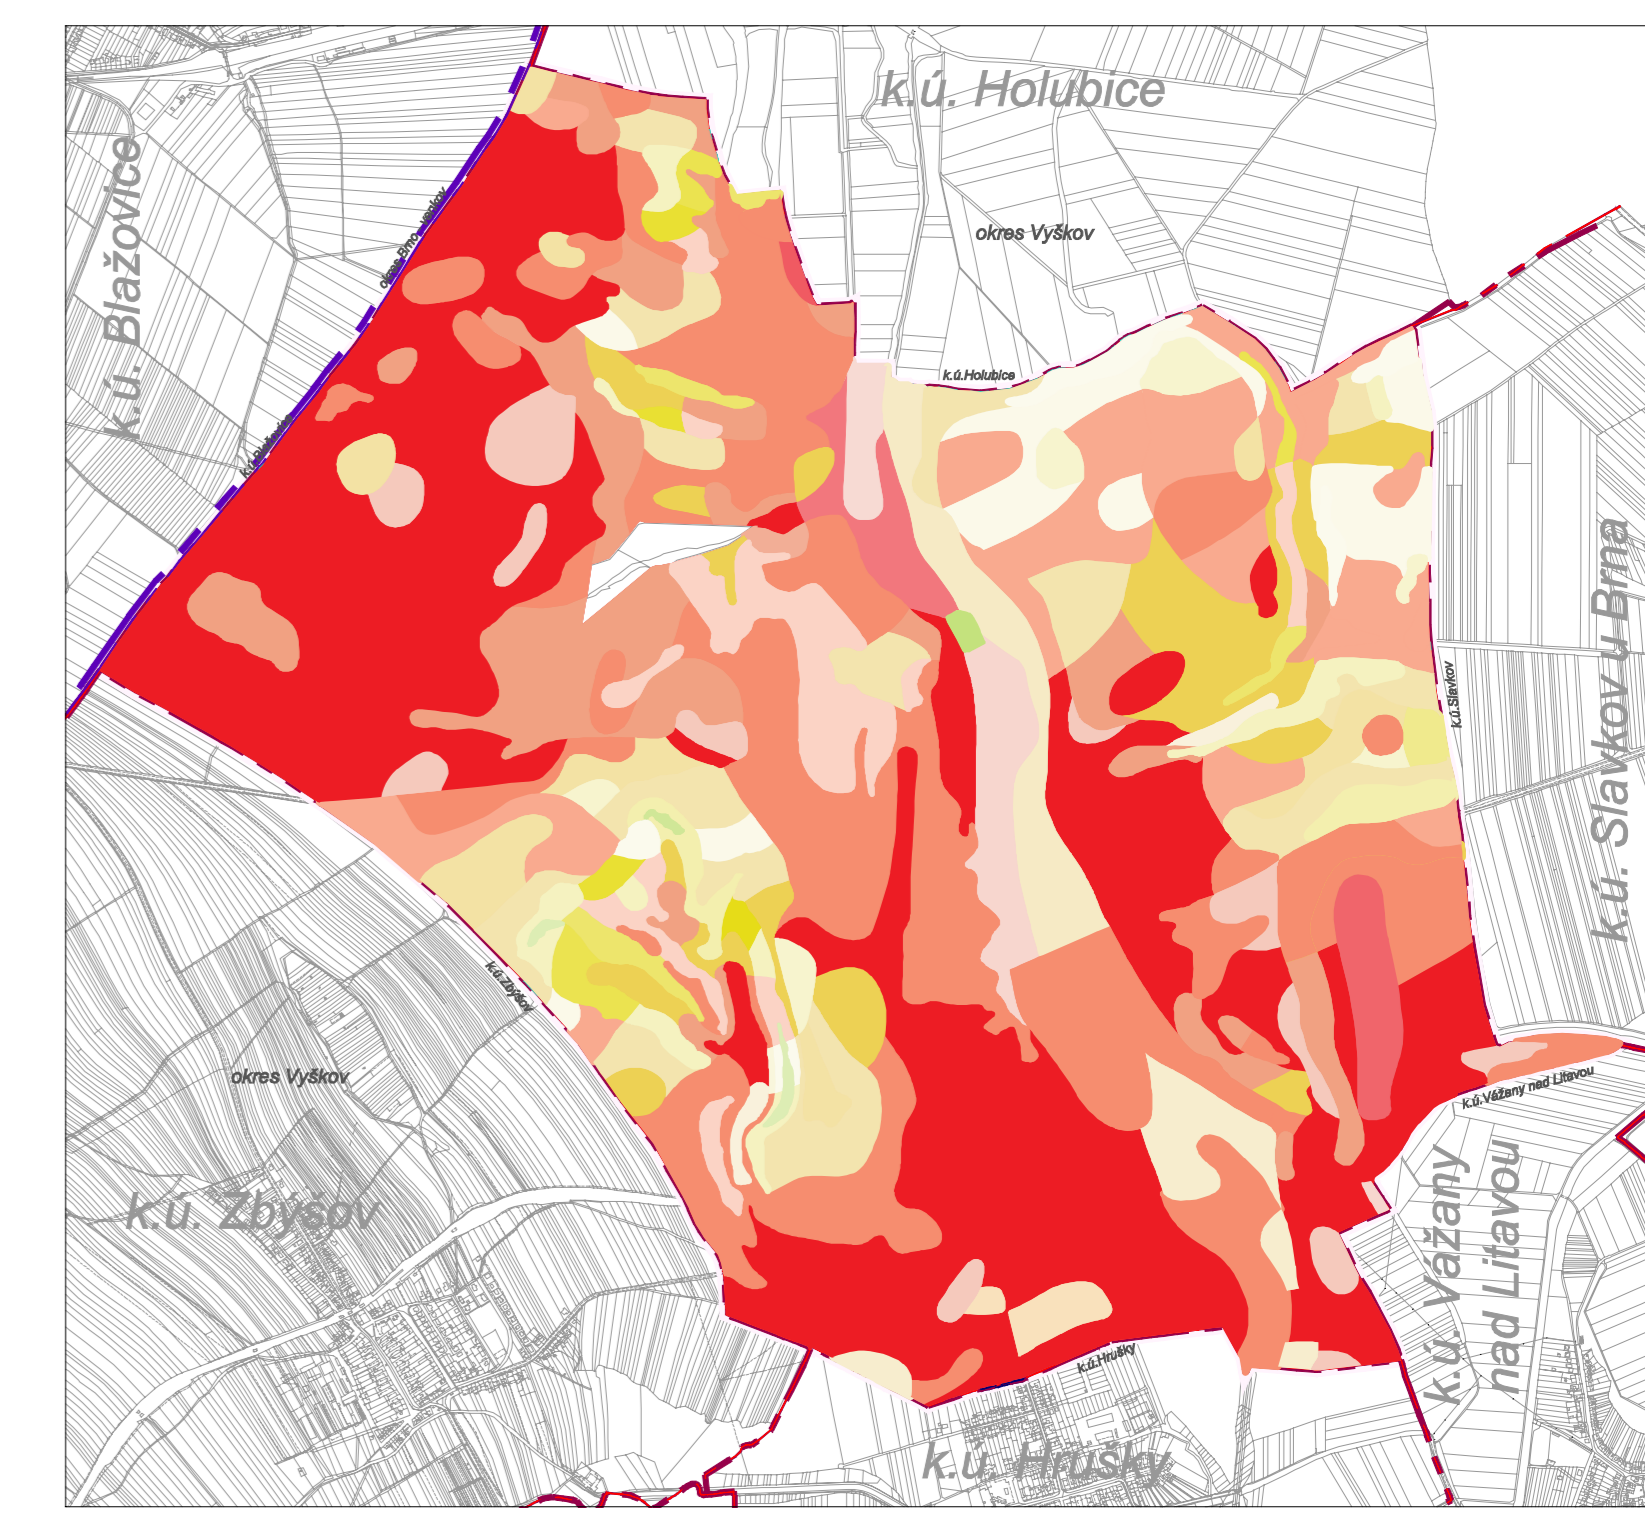 k.ú. Holubice
k.ú. Blažovice
okres Brno - venkov
okres Vyškov
k.ú.Holubice
k.ú.Blažovice
k.ú. Slavkov u Brna
k.ú.Slavkov
k.ú.Zbýšov
okres Vyškov
k.ú.Vážany nad Litavou
k.ú. Zbýšov
k.ú. Vážany
nad Litavou
k.ú.Hrušky
k.ú. Hrušky